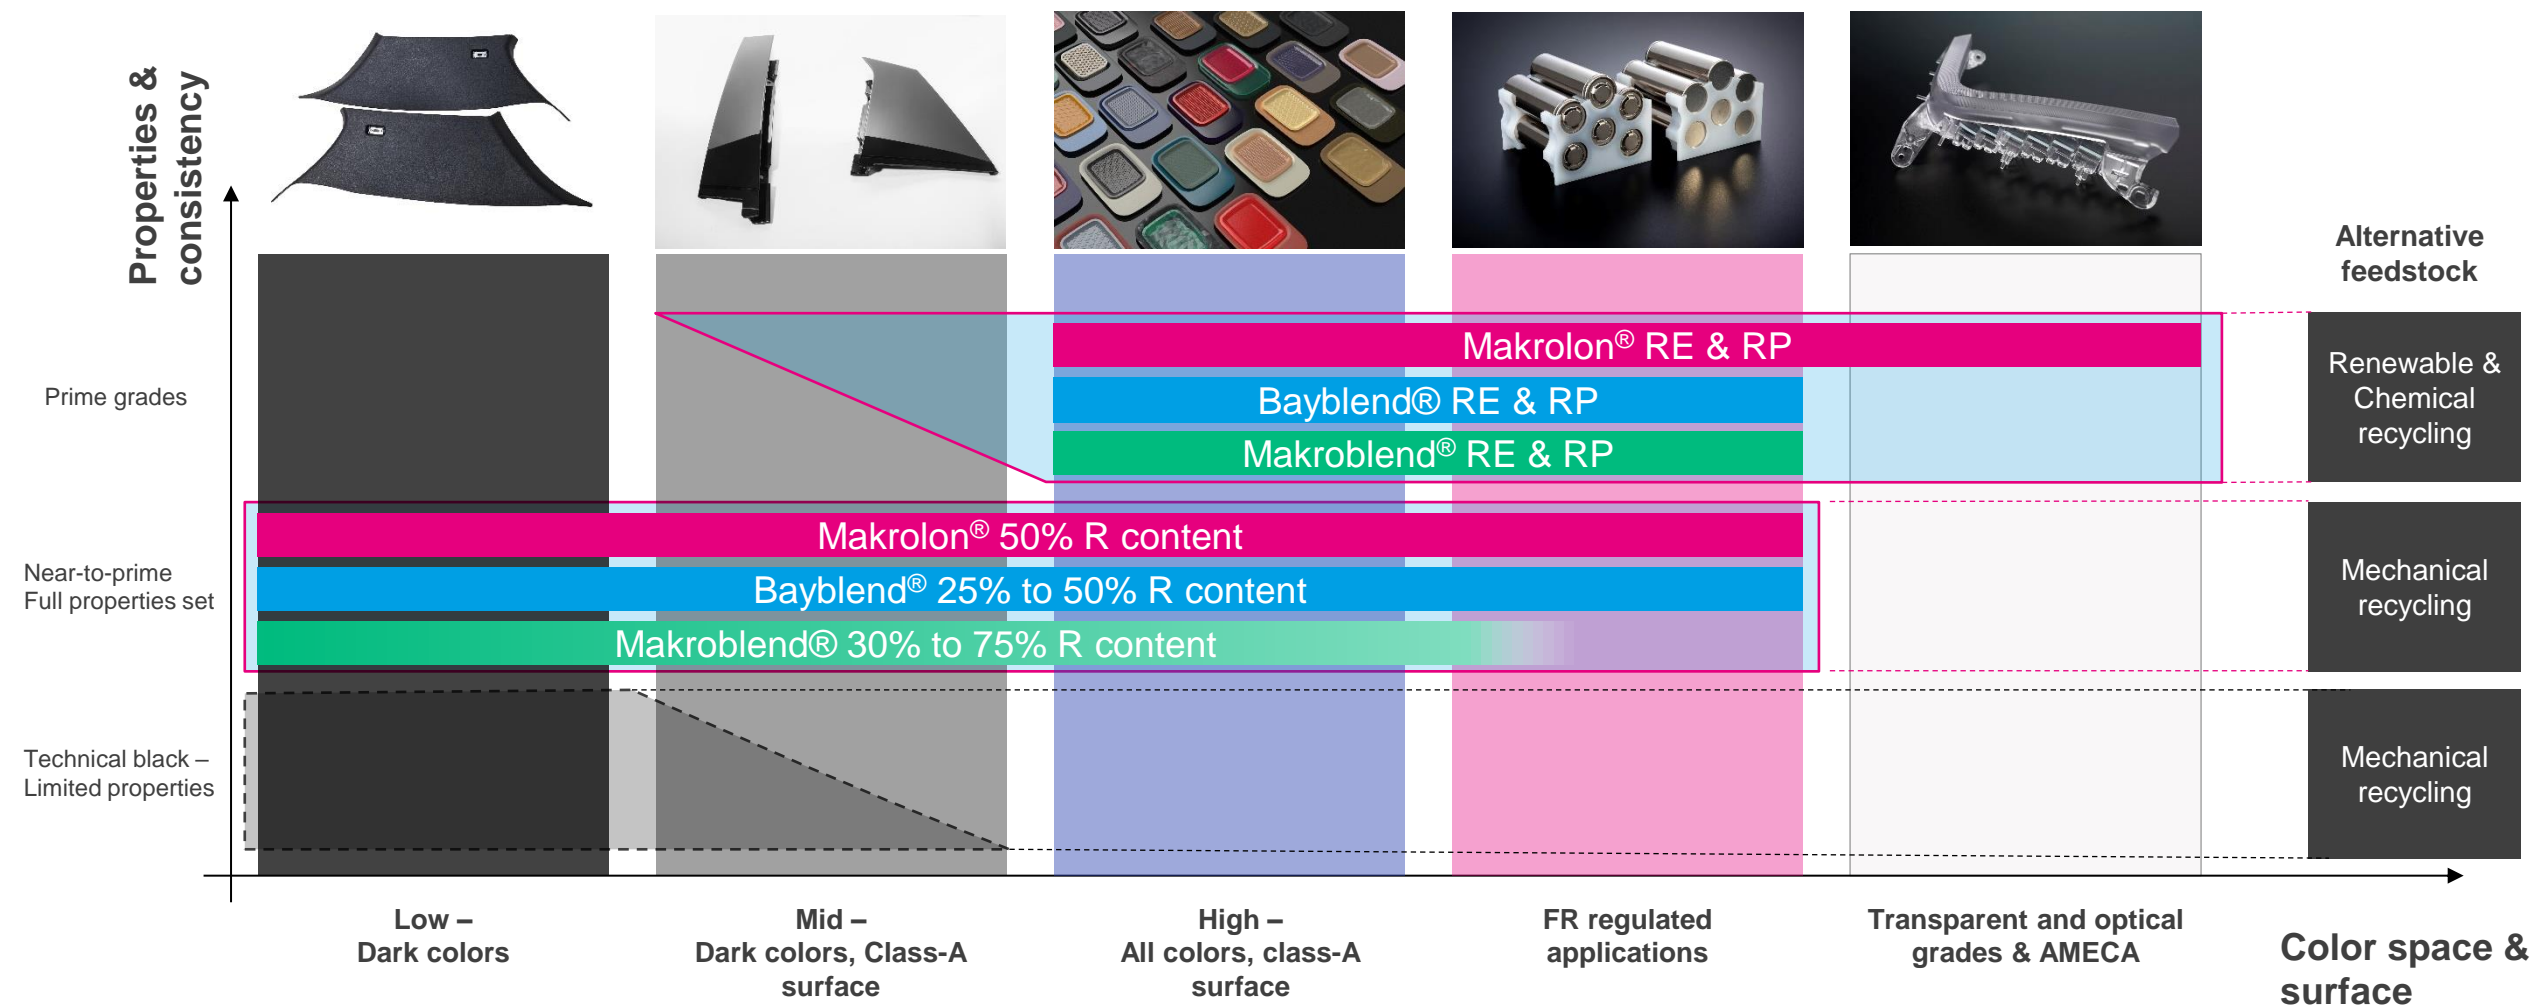 Properties &
consistency
Alternative
feedstock
Prime grades
Makrolon® RE & RP
Bayblend® RE & RP
Makroblend® RE & RP
Renewable &
Chemical
recycling
Near-to-prime
Full properties set
Makrolon® 50% R content
Bayblend® 25% to 50% R content
Makroblend® 30% to 75% R content
Mechanical
recycling
Technical black –
Limited properties
Mechanical
recycling
Low –
Dark colors
Mid –
Dark colors, Class-A
surface
High –
All colors, class-A
surface
FR regulated
applications
Transparent and optical
grades & AMECA
Color space &
surface